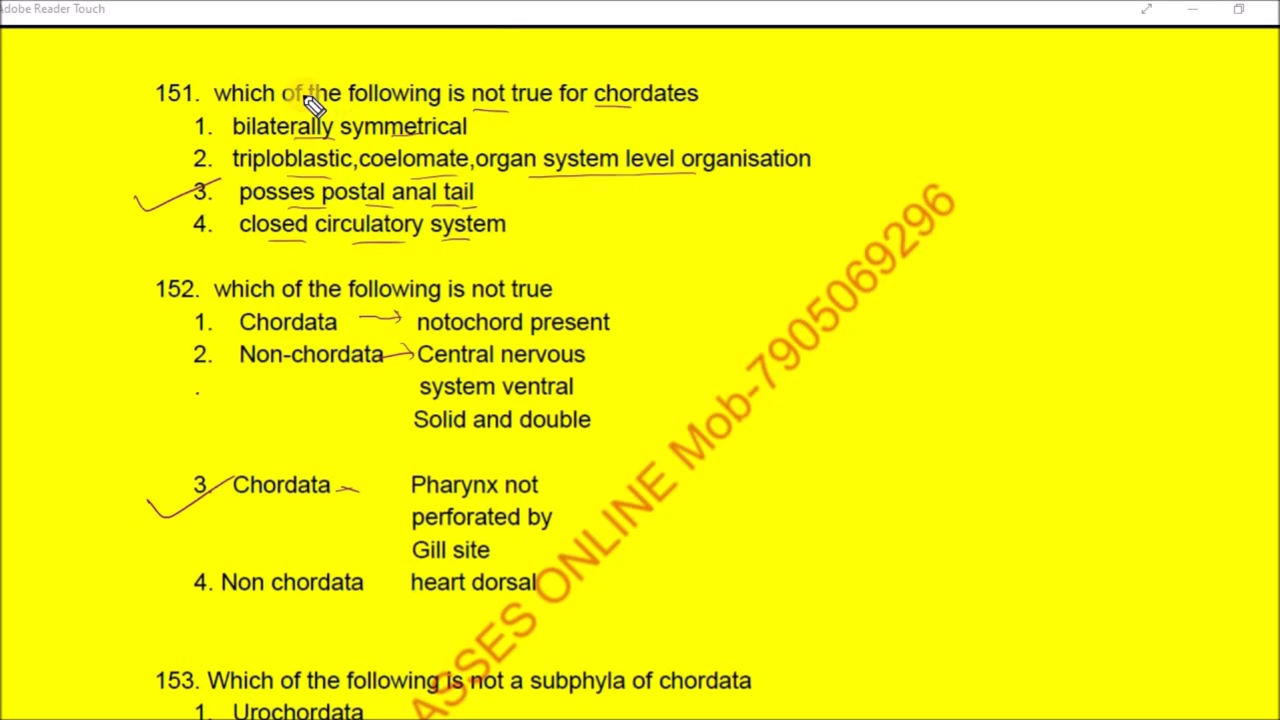 Adobe Reader Touch
151. which of the following is not true for chordates
1. bilaterally symmetrical
2. triploblastic,coelomate,organ system level organisation
3. posses postal anal tail
4. closed circulatory system
152. which of the following is not true
1. Chordata notochord present
2. Non-chordata Central nervous
. system ventral
Solid and double
3. Chordata Pharynx not
perforated by
Gill site
4. Non chordata heart dorsal
153. Which of the following is not a subphyla of chordata
1. Urochordata
ASSES ONLINE Mob-7905069296